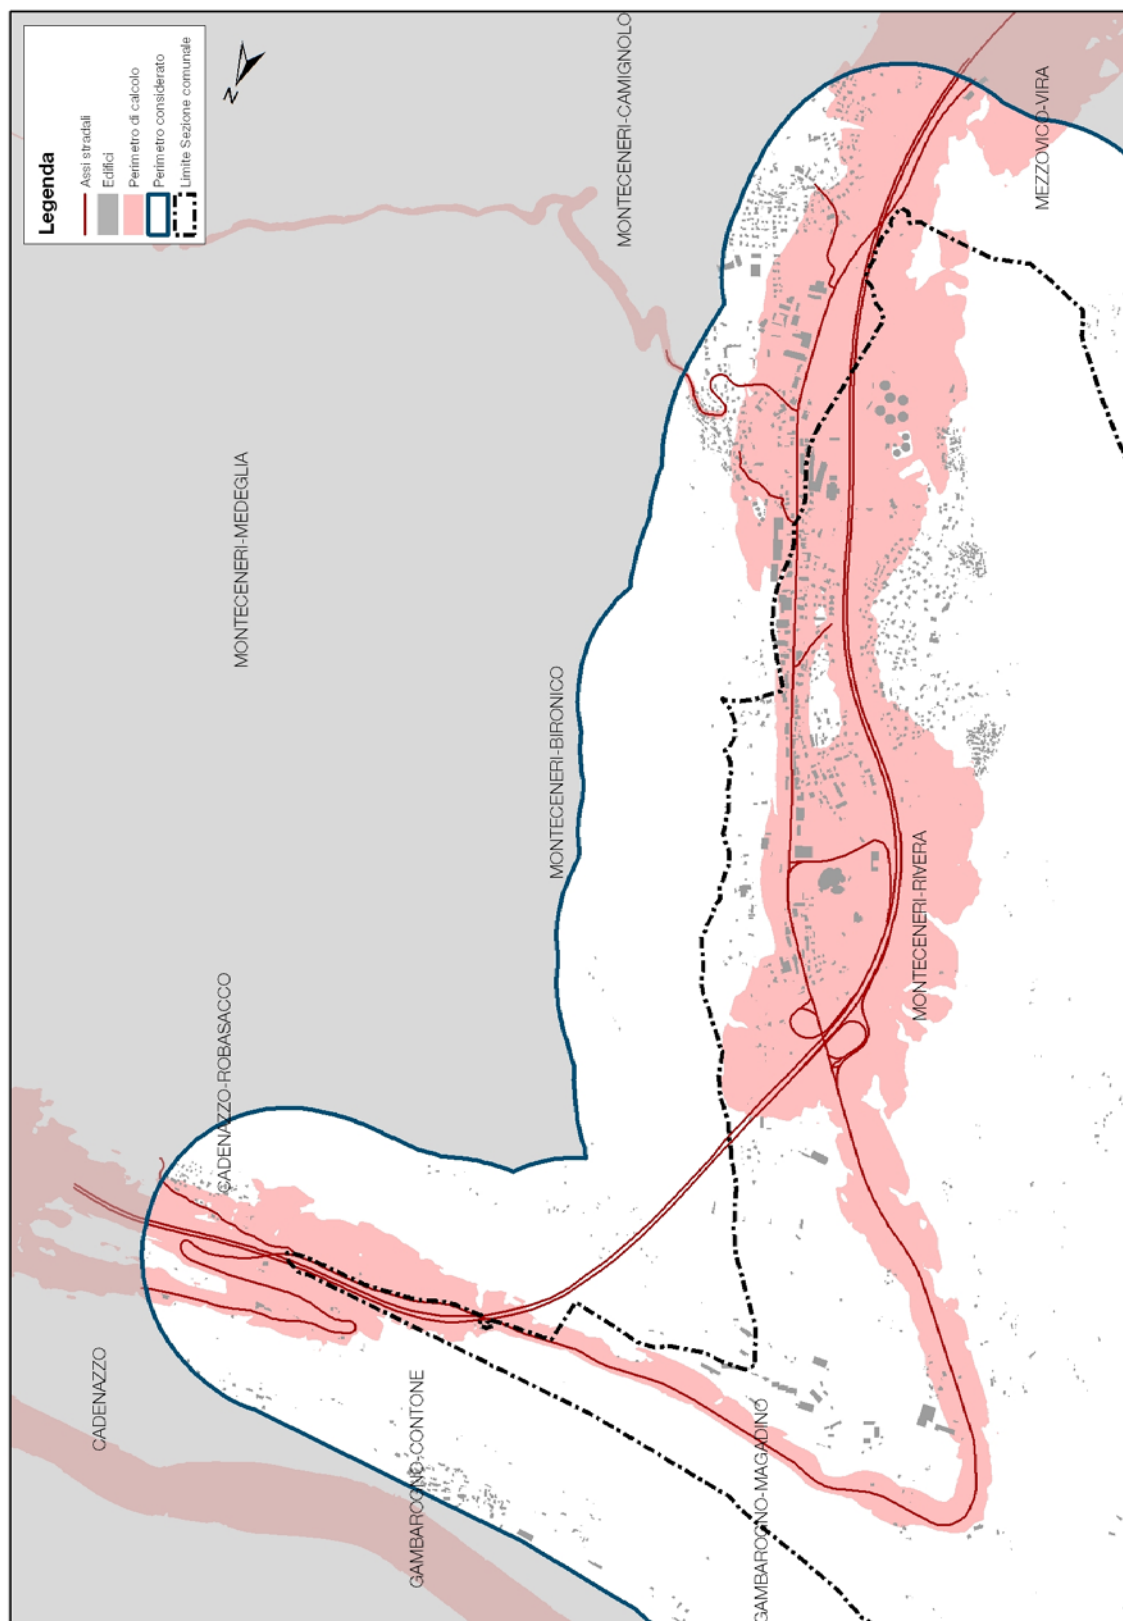 Legenda
Assi stradali
Edifici
Perimetro di calcolo
Perimetro considerato
Limite Sezione comunale
N
CADENAZZO
GAMBAROGNO-CONTONE
GAMBAROGNO-MAGADINO
CADENAZZO-ROBASACCO
MONTECENERI-MEDEGLIA
MONTECENERI-BIRONICO
MONTECENERI-RIVERA
MONTECENERI-CAMIGNOLO
MEZZOVICO-VIRA